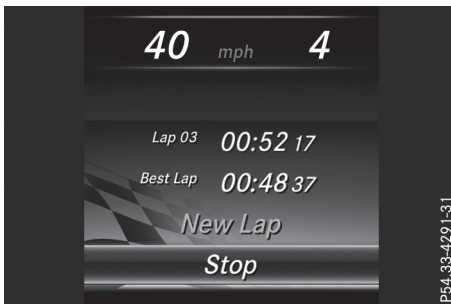 40 mph 4
Lap 03 00:52 17
Best Lap 00:48 37
New Lap
Stop
P54.33-4291-31